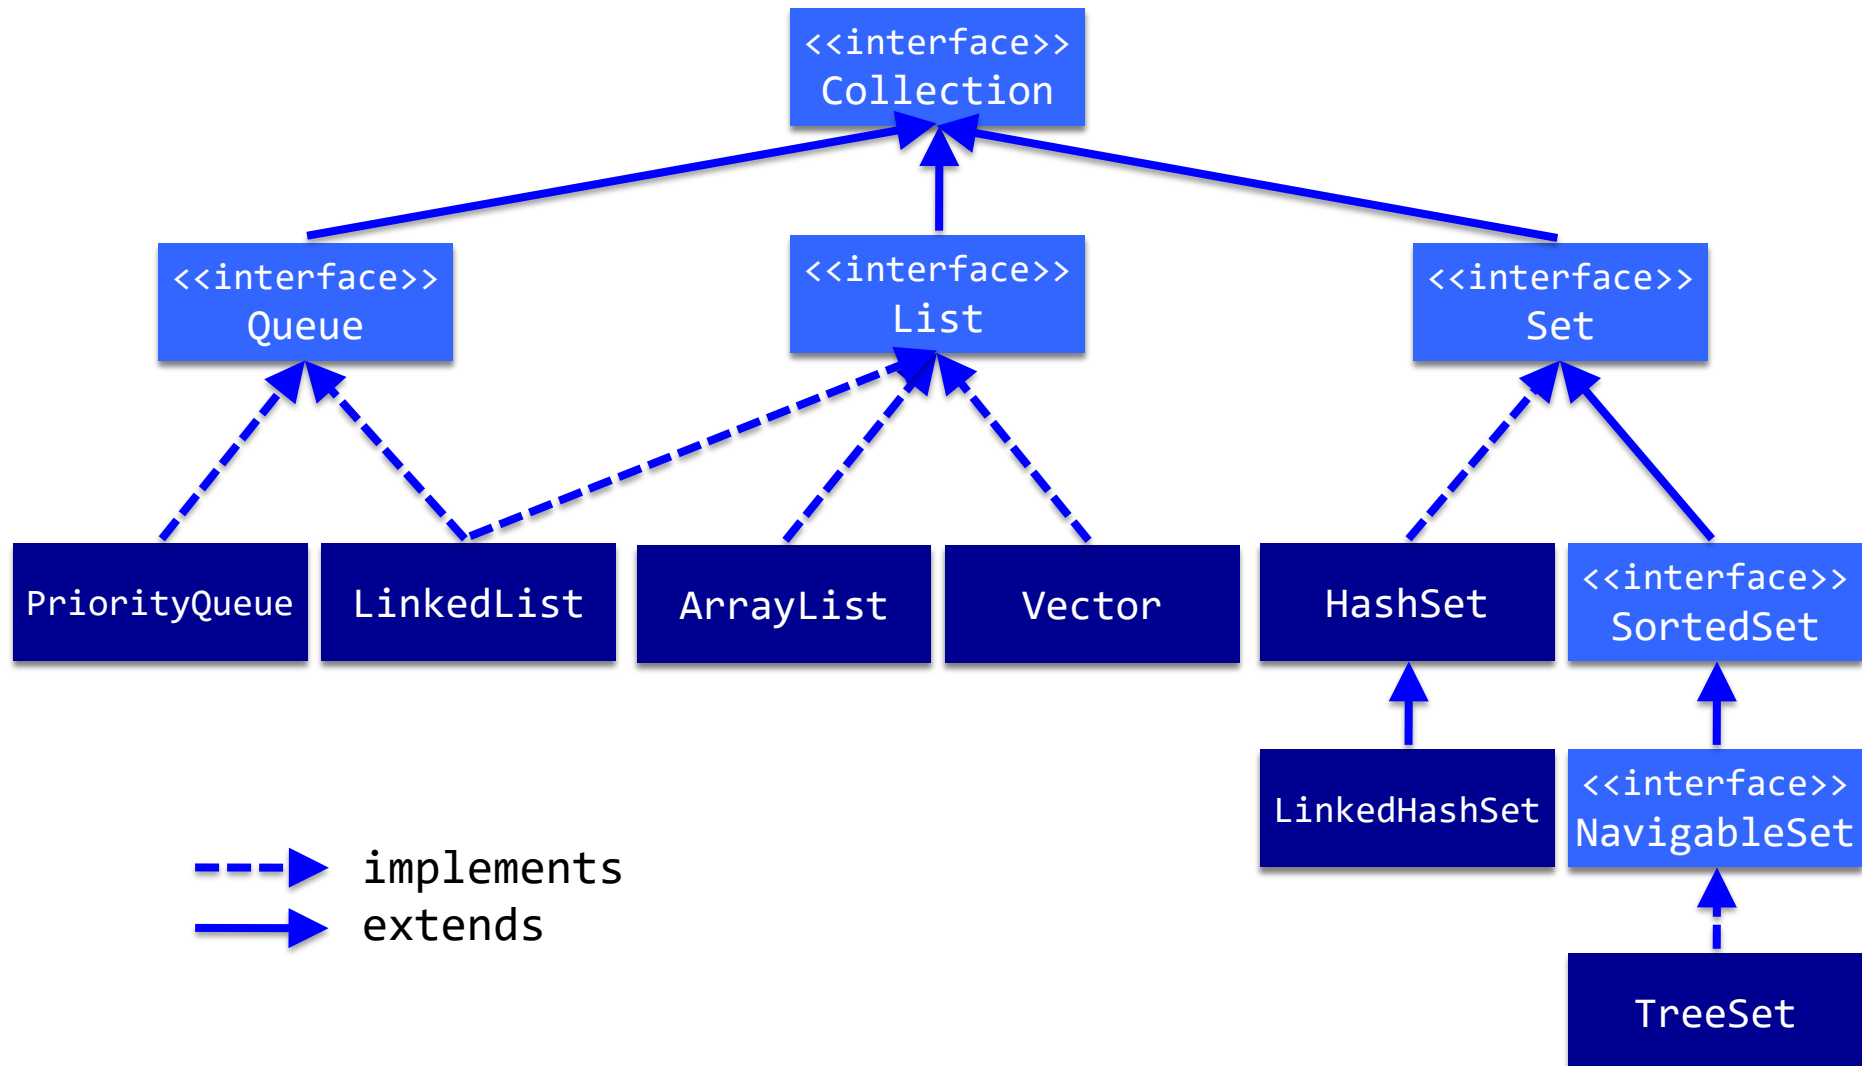 <<interface>>
Collection
<<interface>>
Queue
<<interface>>
List
<<interface>>
Set
PriorityQueue
LinkedList
ArrayList
Vector
HashSet
<<interface>>
SortedSet
LinkedHashSet
<<interface>>
NavigableSet
implements
extends
TreeSet